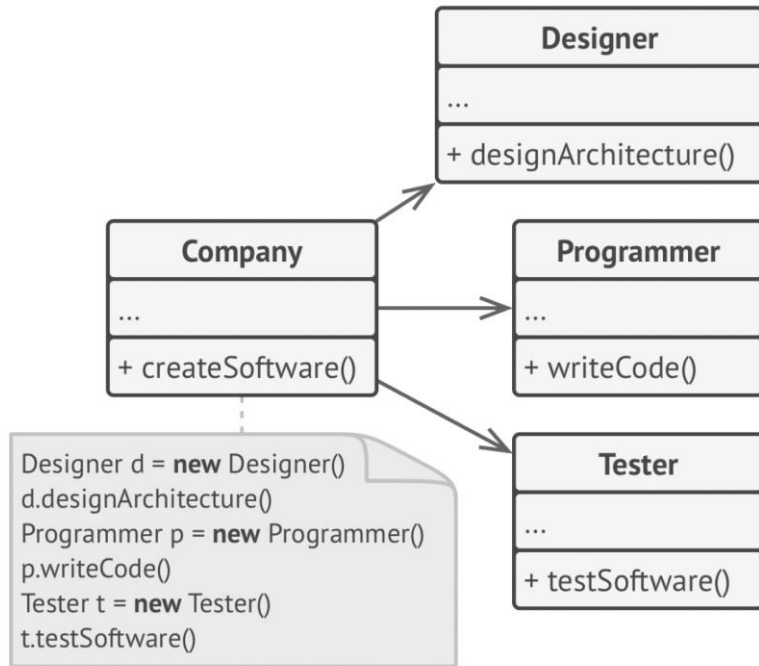 Designer
...
+ designArchitecture()
Company
...
+ createSoftware()
Programmer
...
+ writeCode()
Tester
...
+ testSoftware()
Designer d = new Designer()
d.designArchitecture()
Programmer p = new Programmer()
p.writeCode()
Tester t = new Tester()
t.testSoftware()